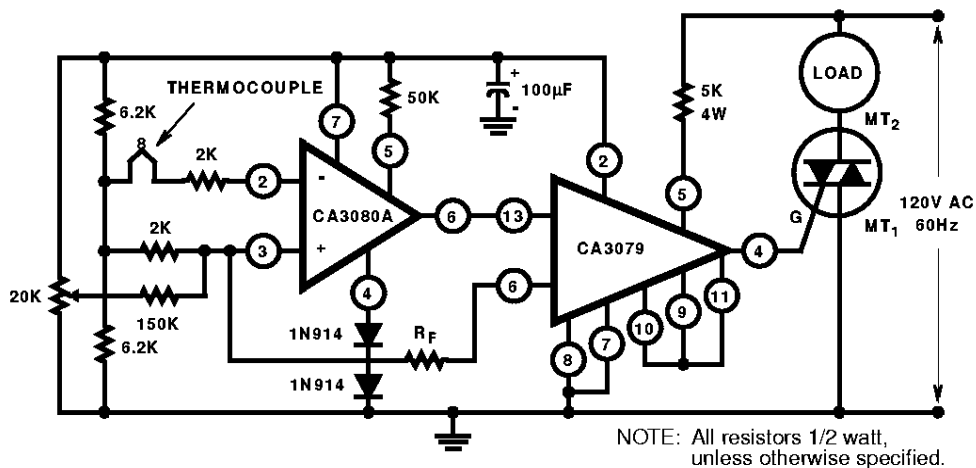 THERMOCOUPLE
6.2K
8
2K
2
-
7
50K
5
+
100µF
-
2
5K
4W
5
LOAD
MT2
MT1
G
120V AC
60Hz
CA3080A
6
13
CA3079
4
2K
3
+
6
20K
150K
4
6.2K
1N914
RF
1N914
8
7
10
9
11
NOTE: All resistors 1/2 watt,
unless otherwise specified.